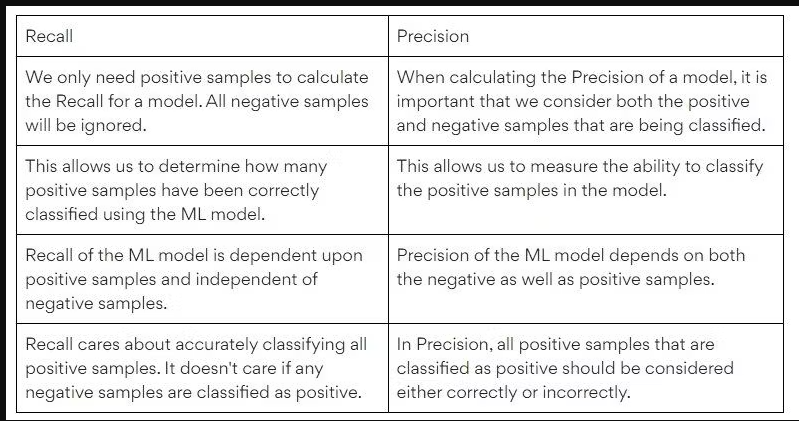 Recall
Precision
We only need positive samples to calculate
the Recall for a model. All negative samples
will be ignored.
When calculating the Precision of a model, it is
important that we consider both the positive
and negative samples that are being classified.
This allows us to determine how many
positive samples have been correctly
classified using the ML model.
This allows us to measure the ability to classify
the positive samples in the model.
Recall of the ML model is dependent upon
positive samples and independent of
negative samples.
Precision of the ML model depends on both
the negative as well as positive samples.
Recall cares about accurately classifying all
positive samples. It doesn't care if any
negative samples are classified as positive.
In Precision, all positive samples that are
classified as positive should be considered
either correctly or incorrectly.